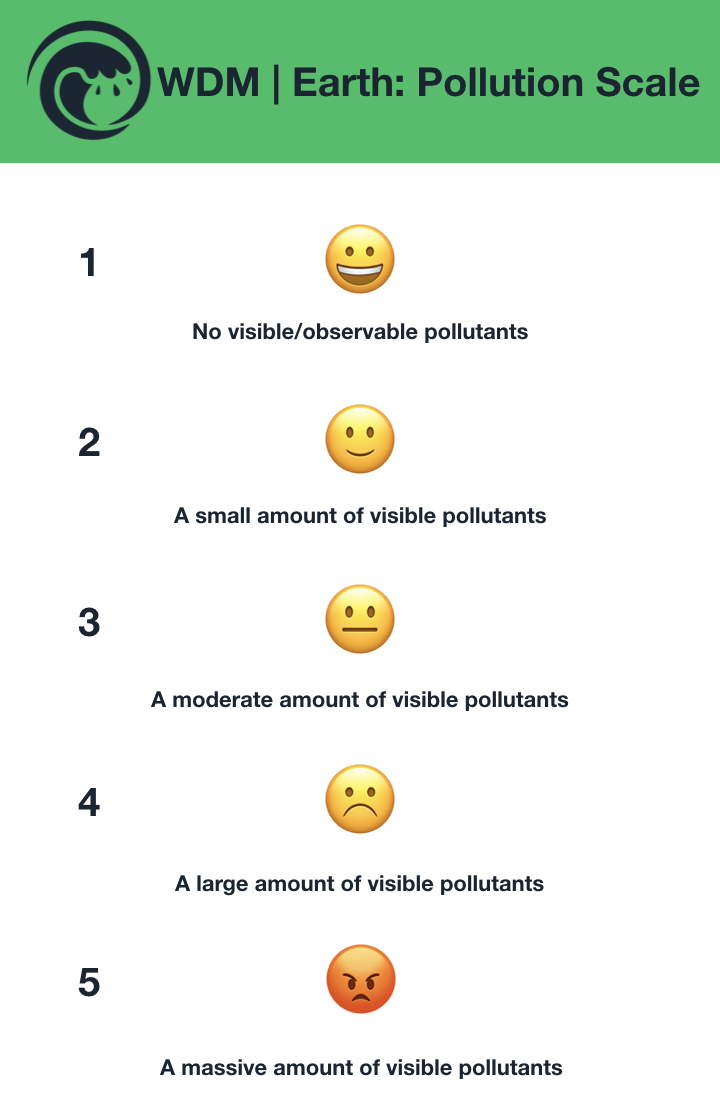 WDM | Earth: Pollution Scale
1
No visible/observable pollutants
2
A small amount of visible pollutants
3
A moderate amount of visible pollutants
4
A large amount of visible pollutants
5
A massive amount of visible pollutants